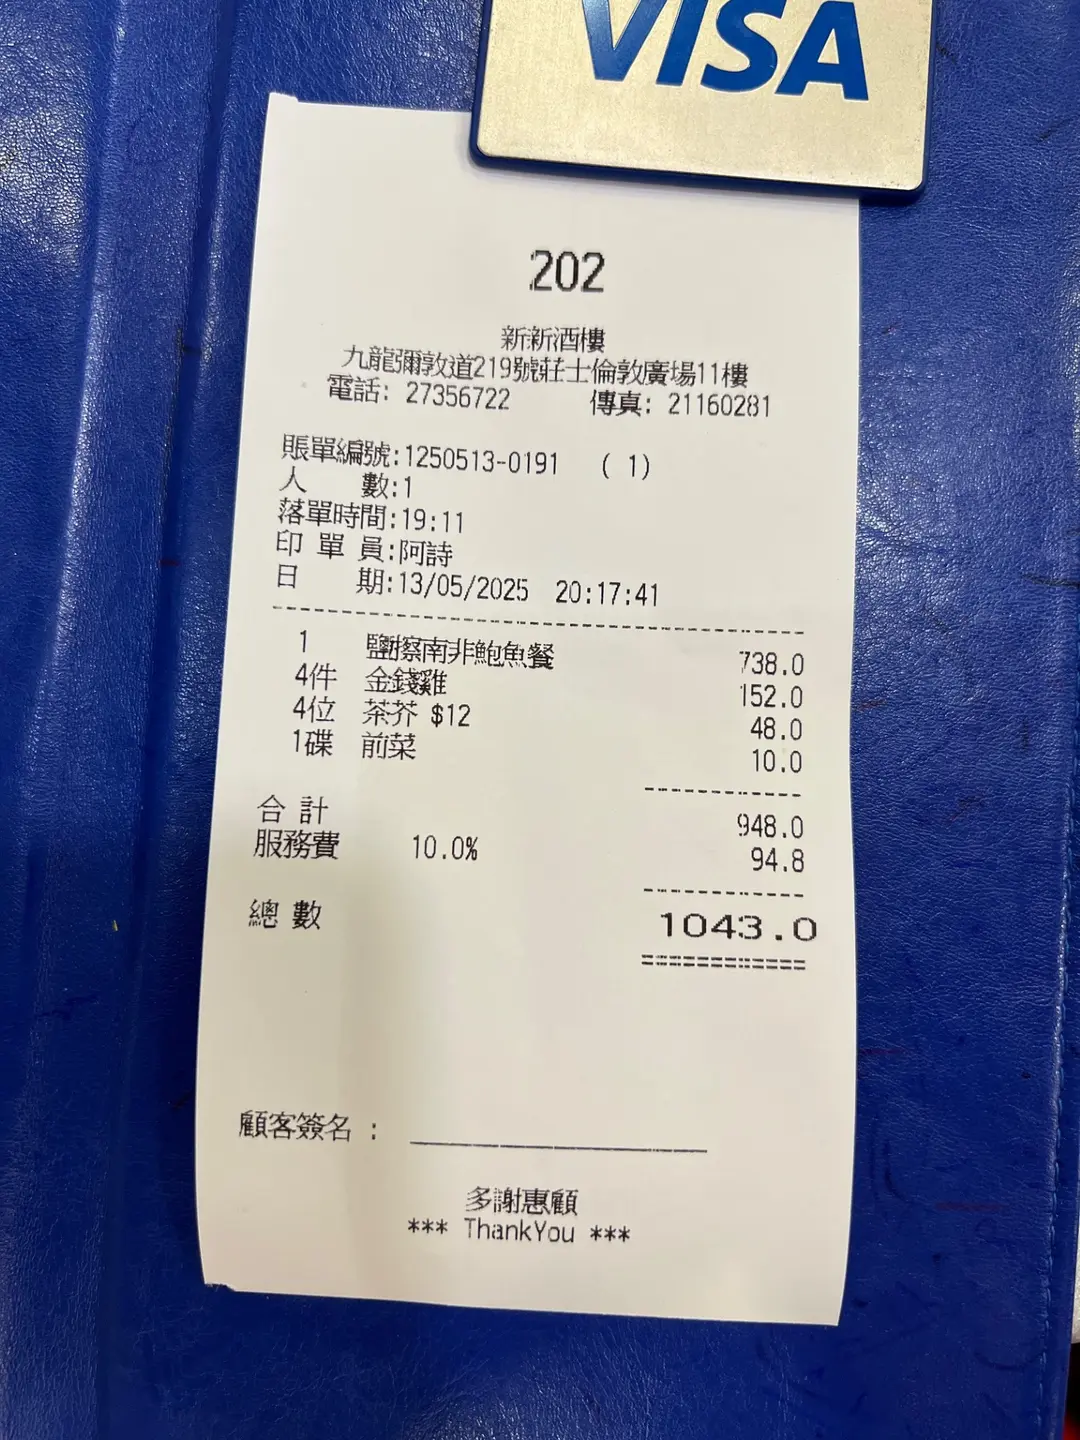 VISA
202
新新酒樓
九龍彌敦道219號莊士倫敦廣場11樓
電話: 27356722 傳真: 21160281
賬單編號:1250513-0191 ( 1)
人 數:1
落單時間:19:11
印 單 員:阿詩
日 期:13/05/2025 20:17:41
1 鹽擦南非鮑魚餐 738.0
4件 金錢雞 152.0
4位 茶芥 $12 48.0
1碟 前菜 10.0
合 計 948.0
服務費 10.0% 94.8
總 數 1043.0
顧客簽名 :
多謝惠顧
*** ThankYou ***